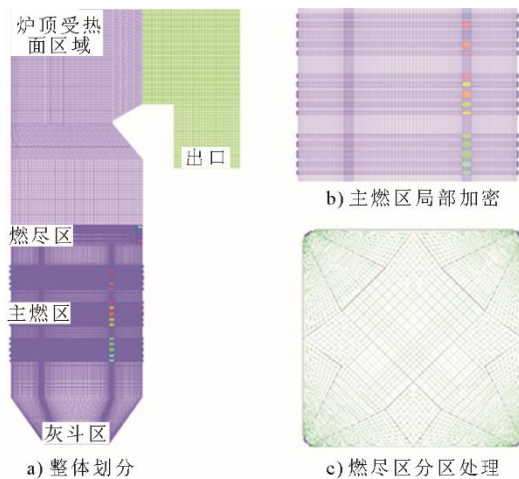 炉顶受热
面区域
出口
燃尽区
主燃区
灰斗区
a) 整体划分
b) 主燃区局部加密
c) 燃尽区分区处理